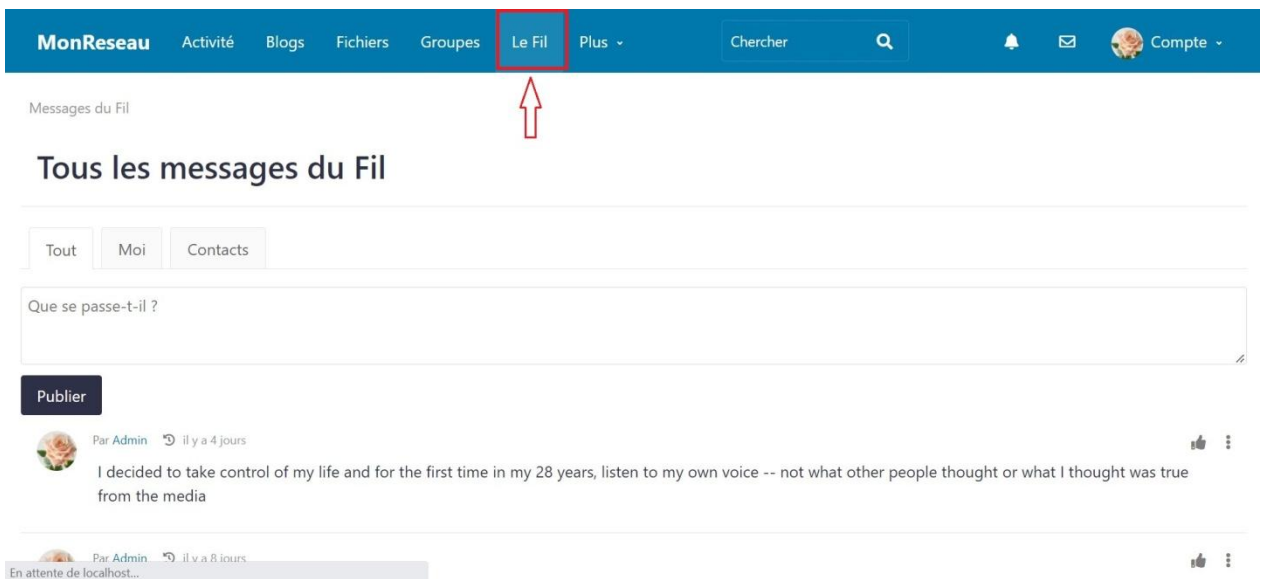 MonReseau Activité Blogs Fichiers Groupes Le Fil Plus Chercher Compte
Messages du Fil
Tous les messages du Fil
Tout Moi Contacts
Que se passe-t-il ?
Publier
Par Admin il y a 4 jours
I decided to take control of my life and for the first time in my 28 years, listen to my own voice -- not what other people thought or what I thought was true
from the media
Par Admin il y a 8 jours
En attente de localhost...